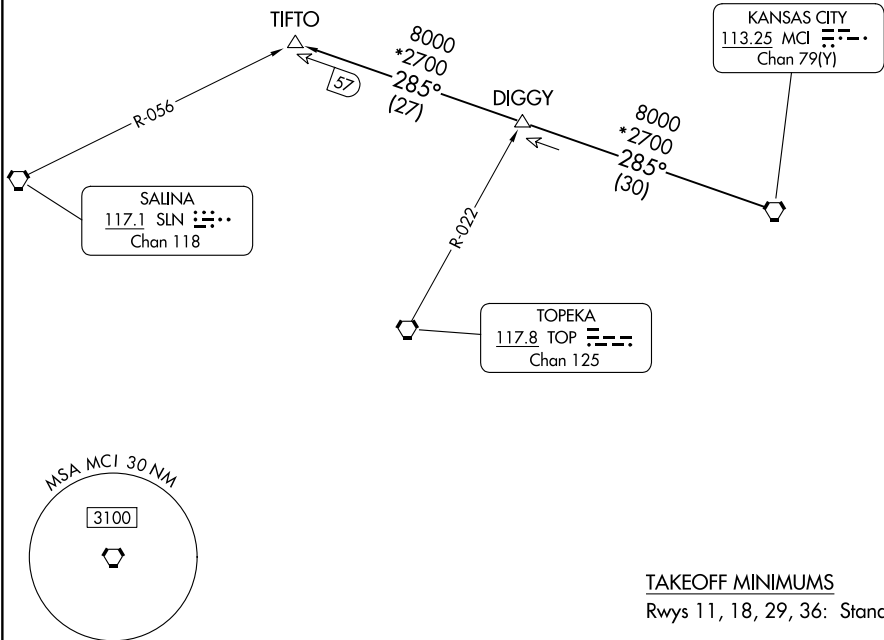 TIFTO
8000
*2700
285°
(27)
57
DIGGY
8000
*2700
285°
(30)
KANSAS CITY
113.25 MCI
Chan 79(Y)
R-056
SALINA
117.1 SLN
Chan 118
R-022
TOPEKA
117.8 TOP
Chan 125
MSA MCI 30 NM
3100
TAKEOFF MINIMUMS
Rwys 11, 18, 29, 36: Stand